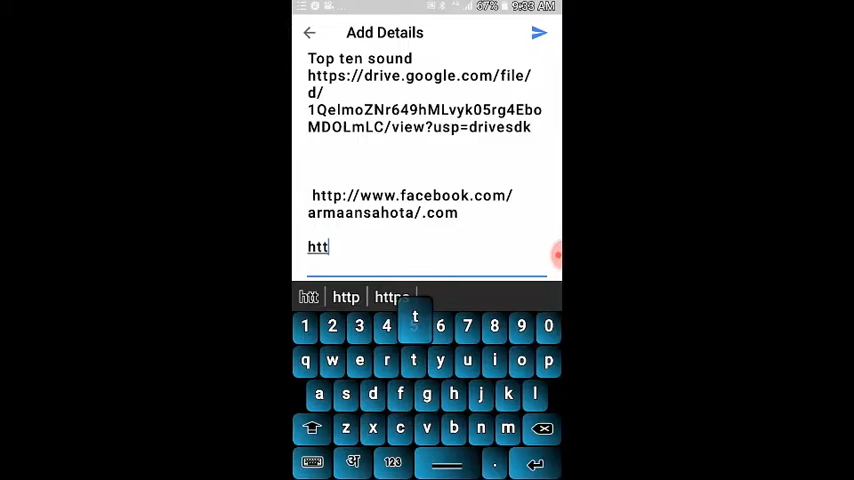 67% 9:33 AM
Add Details
Top ten sound
https://drive.google.com/file/
d/
1QelmoZNr649hMLvyk05rg4Ebo
MDOLmLC/view?usp=drivesdk
http://www.facebook.com/
armaansahota/.com
htt
htt http https
t
1 2 3 4 5 6 7 8 9 0
q w e r t y u i o p
a s d f g h j k l
z x c v b n m
अ 123 .